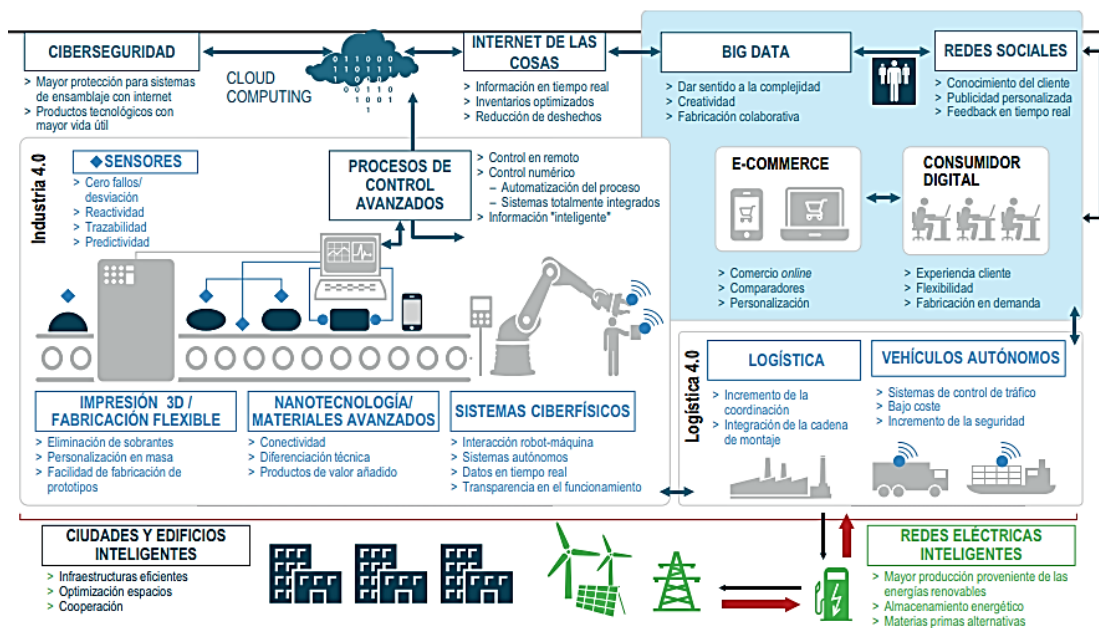 CIBERSEGURIDAD
> Mayor protección para sistemas
de ensamblaje con internet
> Productos tecnológicos con
mayor vida útil
CLOUD
COMPUTING
011000
0110111
011001
1001
01
INTERNET DE LAS
COSAS
> Información en tiempo real
> Inventarios optimizados
> Reducción de deshechos
BIG DATA
> Dar sentido a la complejidad
> Creatividad
> Fabricación colaborativa
REDES SOCIALES
> Conocimiento del cliente
> Publicidad personalizada
> Feedback en tiempo real
Industria 4.0
SENSORES
> Cero fallos/
desviación
> Reactividad
> Trazabilidad
> Predictividad
PROCESOS DE
CONTROL
AVANZADOS
> Control en remoto
> Control numérico
– Automatización del proceso
– Sistemas totalmente integrados
> Información "inteligente"
E-COMMERCE
> Comercio online
> Comparadores
> Personalización
CONSUMIDOR
DIGITAL
> Experiencia cliente
> Flexibilidad
> Fabricación en demanda
IMPRESIÓN 3D /
FABRICACIÓN FLEXIBLE
> Eliminación de sobrantes
> Personalización en masa
> Facilidad de fabricación de
prototipos
NANOTECNOLOGÍA/
MATERIALES AVANZADOS
> Conectividad
> Diferenciación técnica
> Productos de valor añadido
SISTEMAS CIBERFÍSICOS
> Interacción robot-máquina
> Sistemas autónomos
> Datos en tiempo real
> Transparencia en el funcionamiento
Logística 4.0
LOGÍSTICA
> Incremento de la
coordinación
> Integración de la cadena
de montaje
VEHÍCULOS AUTÓNOMOS
> Sistemas de control de tráfico
> Bajo coste
> Incremento de la seguridad
CIUDADES Y EDIFICIOS
INTELIGENTES
> Infraestructuras eficientes
> Optimización espacios
> Cooperación
REDES ELÉCTRICAS
INTELIGENTES
> Mayor producción proveniente de las
energías renovables
> Almacenamiento energético
> Materias primas alternativas